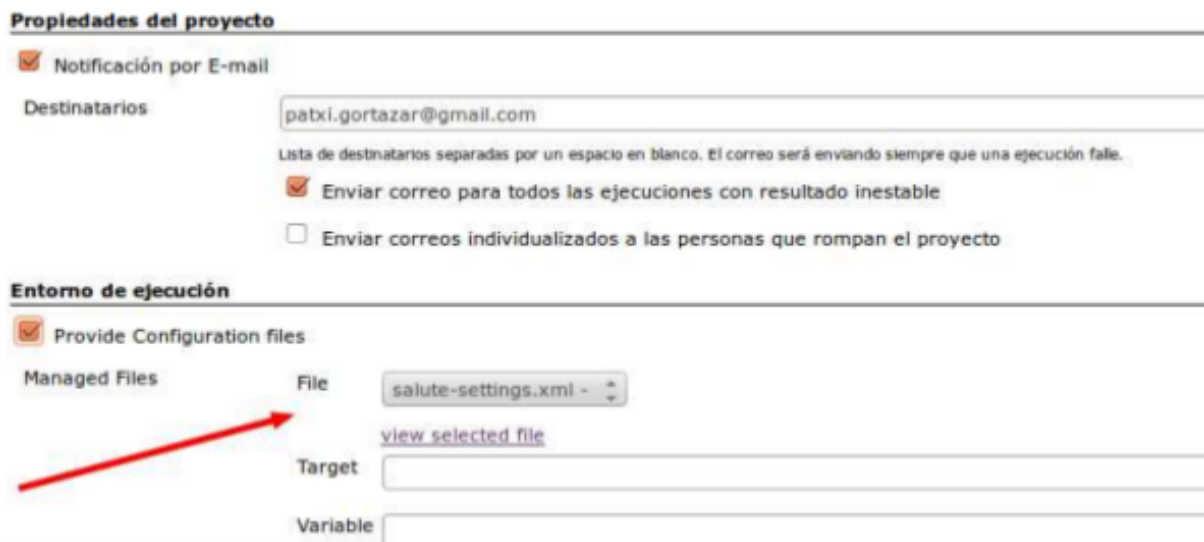 Propiedades del proyecto
Notificación por E-mail
Destinatarios
patxi.gortazar@gmail.com
Lista de destinatarios separadas por un espacio en blanco. El correo será enviando siempre que una ejecución falle.
Enviar correo para todos las ejecuciones con resultado inestable
Enviar correos individualizados a las personas que rompan el proyecto
Entorno de ejecución
Provide Configuration files
Managed Files File salute-settings.xml -
view selected file
Target
Variable